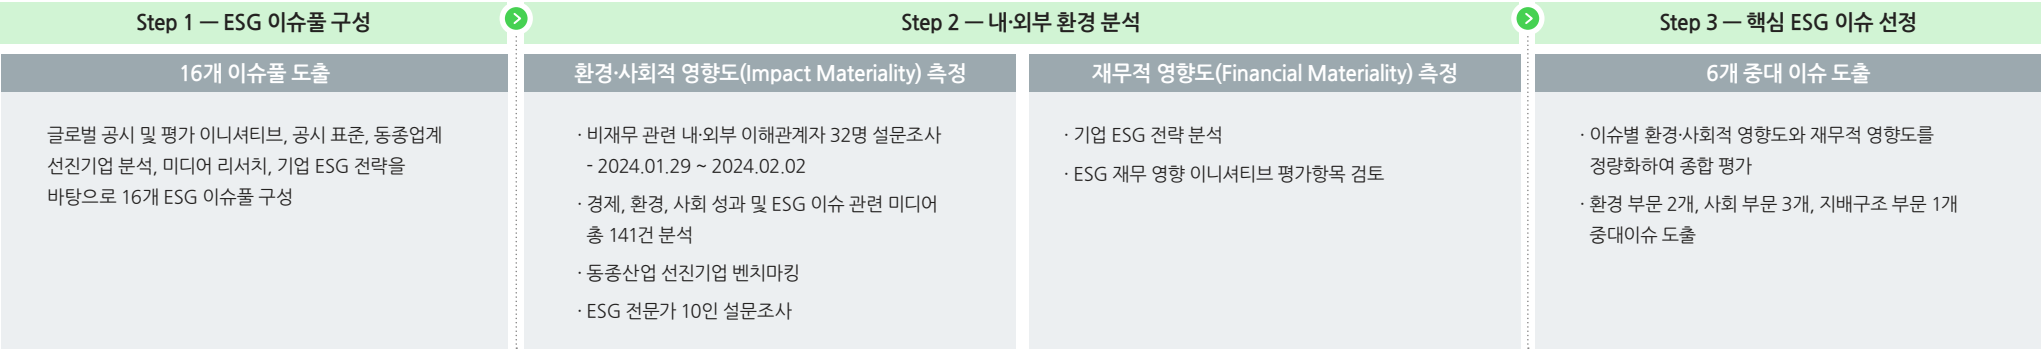 Step 1 — ESG 이슈풀 구성
Step 2 — 내·외부 환경 분석
Step 3 — 핵심 ESG 이슈 선정
16개 이슈풀 도출
글로벌 공시 및 평가 이니셔티브, 공시 표준, 동종업계
선진기업 분석, 미디어 리서치, 기업 ESG 전략을
바탕으로 16개 ESG 이슈풀 구성
환경·사회적 영향도(Impact Materiality) 측정
· 비재무 관련 내·외부 이해관계자 32명 설문조사
- 2024.01.29 ~ 2024.02.02
· 경제, 환경, 사회 성과 및 ESG 이슈 관련 미디어
총 141건 분석
· 동종산업 선진기업 벤치마킹
· ESG 전문가 10인 설문조사
재무적 영향도(Financial Materiality) 측정
· 기업 ESG 전략 분석
· ESG 재무 영향 이니셔티브 평가항목 검토
6개 중대 이슈 도출
· 이슈별 환경·사회적 영향도와 재무적 영향도를
정량화하여 종합 평가
· 환경 부문 2개, 사회 부문 3개, 지배구조 부문 1개
중대이슈 도출